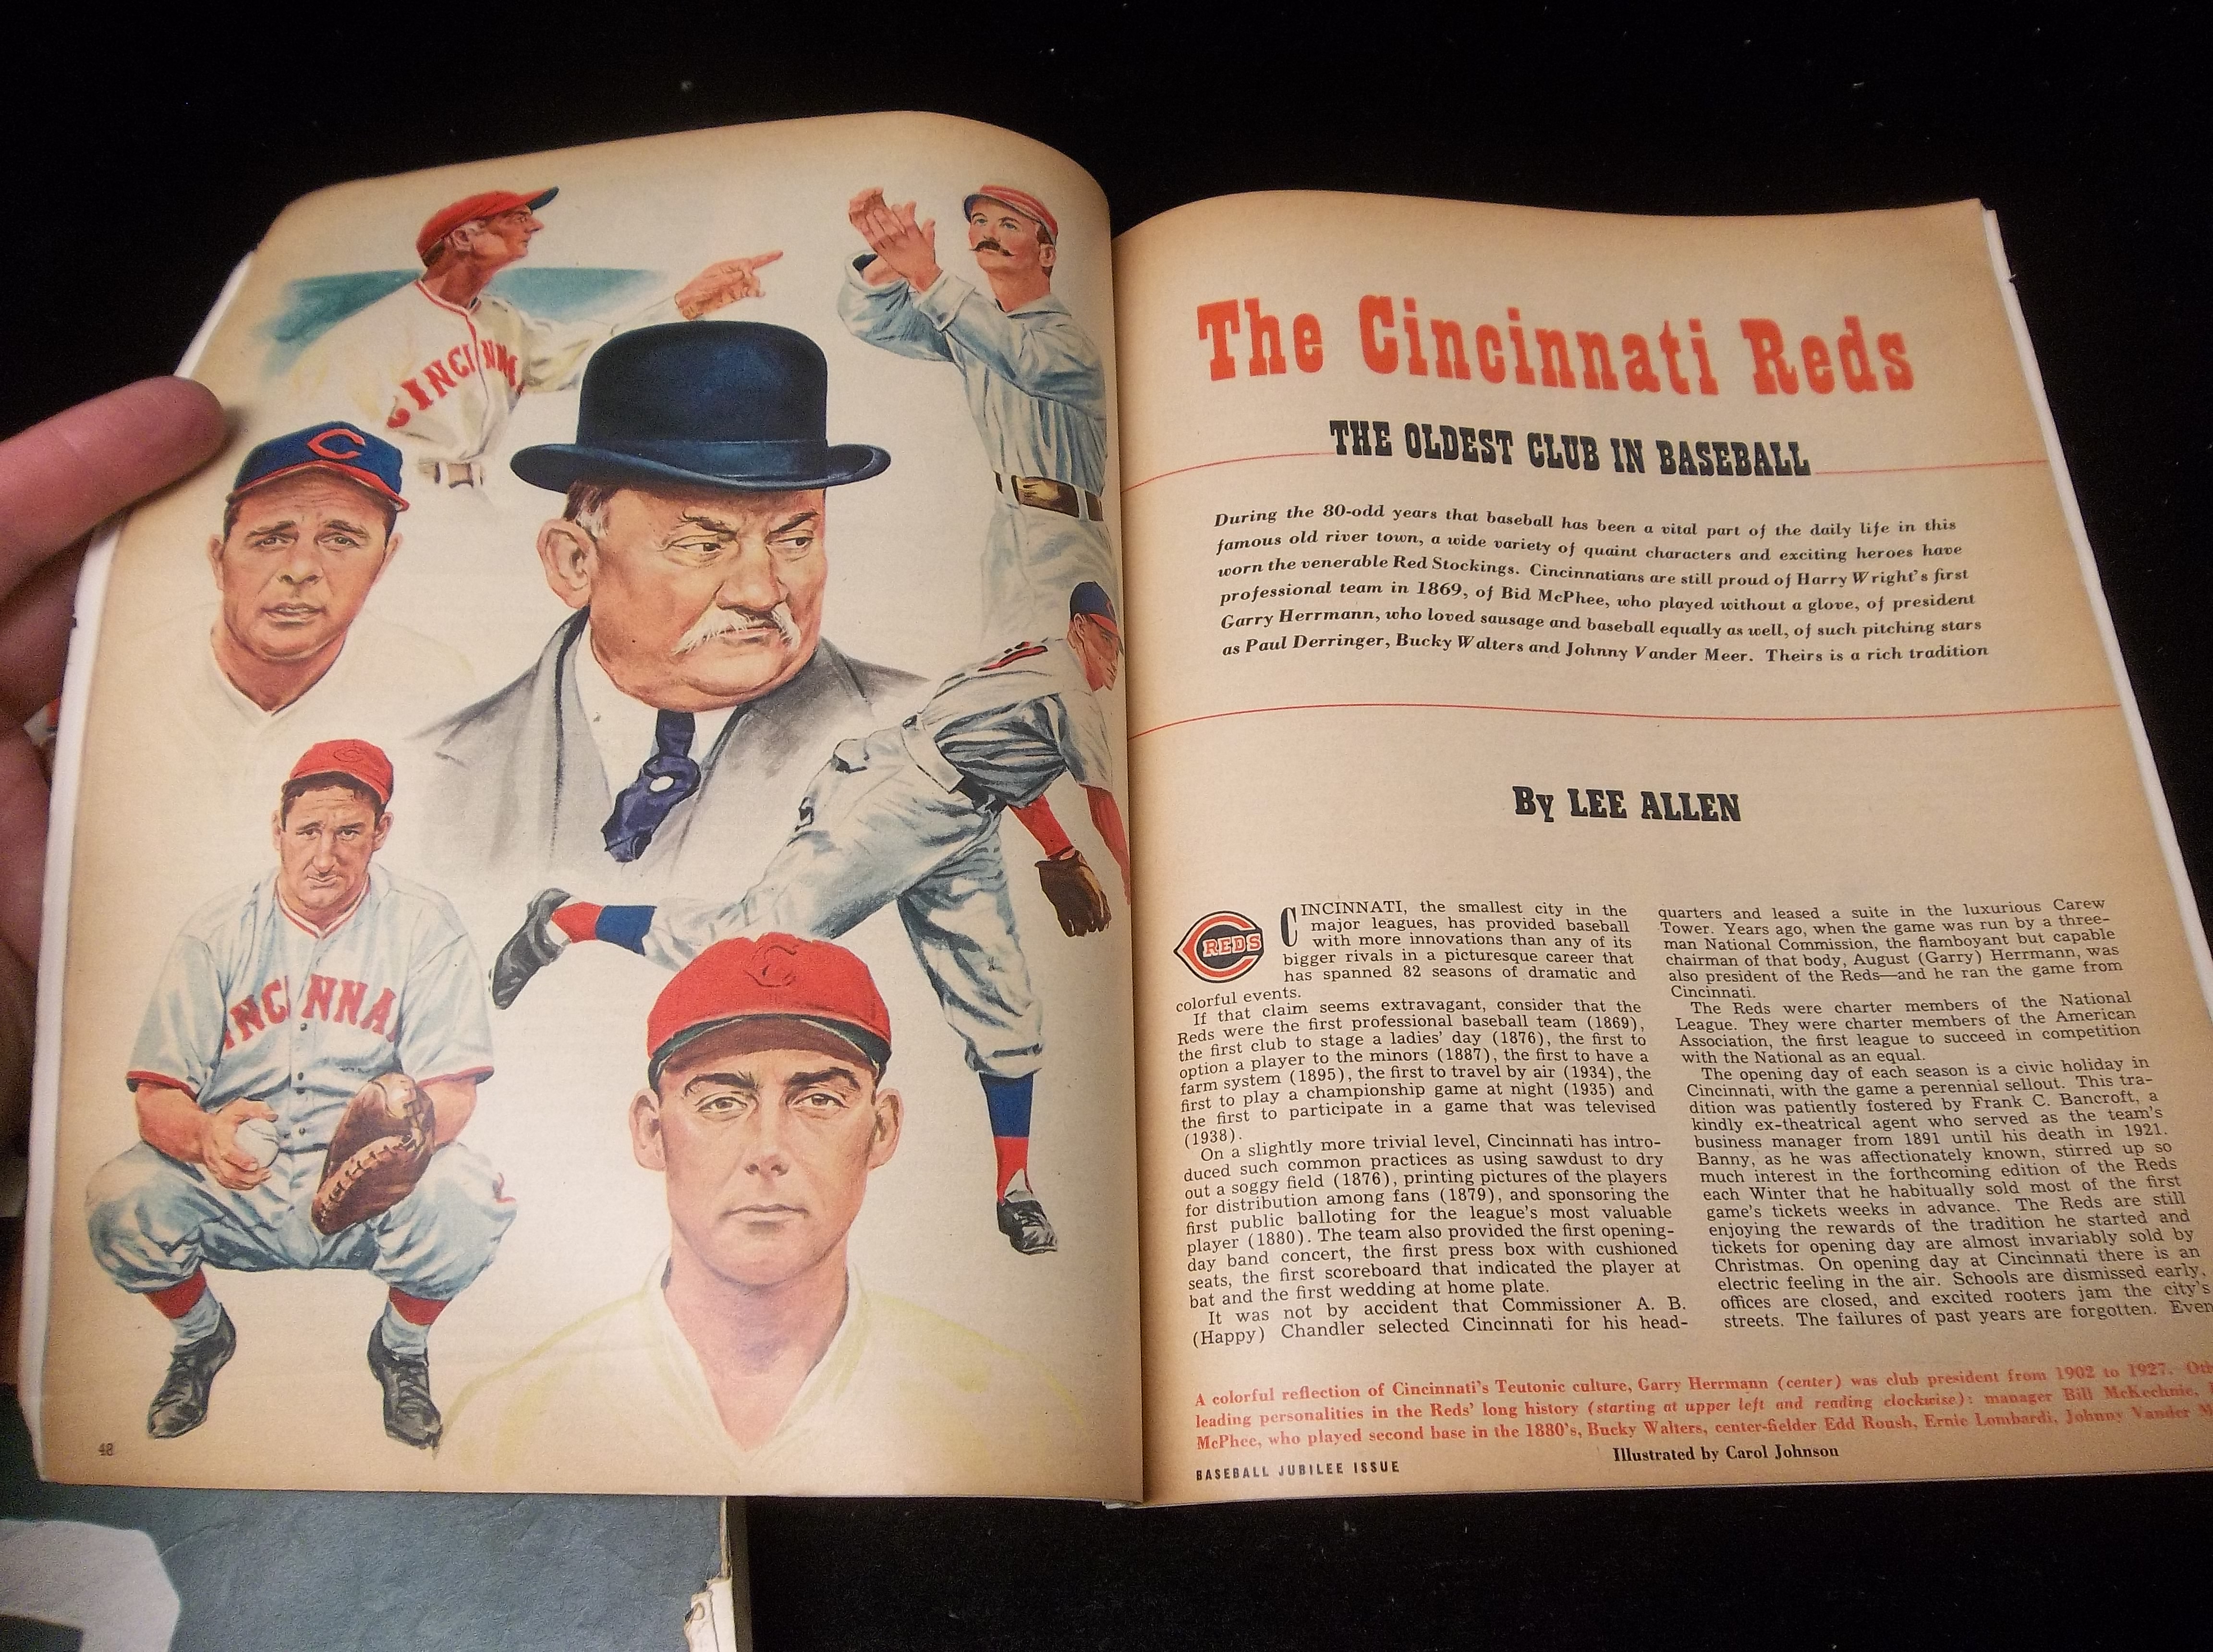 CINCINNA
C
C
INCINNA
C
48
The Cincinnati Reds
THE OLDEST CLUB IN BASEBALL
During the 80-odd years that baseball has been a vital part of the daily life in this
famous old river town, a wide variety of quaint characters and exciting heroes have
worn the venerable Red Stockings. Cincinnatians are still proud of Harry Wright's first
professional team in 1869, of Bid McPhee, who played without a glove, of president
Garry Herrmann, who loved sausage and baseball equally as well, of such pitching stars
as Paul Derringer, Bucky Walters and Johnny Vander Meer. Theirs is a rich tradition
By LEE ALLEN
REDS
CINCINNATI, the smallest city in the
major leagues, has provided baseball
with more innovations than any of its
bigger rivals in a picturesque career that
has spanned 82 seasons of dramatic and
colorful events.
If that claim seems extravagant, consider that the
Reds were the first professional baseball team (1869),
the first club to stage a ladies' day (1876), the first to
option a player to the minors (1887), the first to have a
farm system (1895), the first to travel by air (1934), the
first to play a championship game at night (1935) and
the first to participate in a game that was televised
(1938).
On a slightly more trivial level, Cincinnati has intro-
duced such common practices as using sawdust to dry
out a soggy field (1876), printing pictures of the players
for distribution among fans (1879), and sponsoring the
first public balloting for the league's most valuable
player (1880). The team also provided the first opening-
day band concert, the first press box with cushioned
seats, the first scoreboard that indicated the player at
bat and the first wedding at home plate.
It was not by accident that Commissioner A. B.
(Happy) Chandler selected Cincinnati for his head-
quarters and leased a suite in the luxurious Carew
Tower. Years ago, when the game was run by a three-
man National Commission, the flamboyant but capable
chairman of that body, August (Garry) Herrmann, was
also president of the Reds—and he ran the game from
Cincinnati.
The Reds were charter members of the National
League. They were charter members of the American
Association, the first league to succeed in competition
with the National as an equal.
The opening day of each season is a civic holiday in
Cincinnati, with the game a perennial sellout. This tra-
dition was patiently fostered by Frank C. Bancroft, a
kindly ex-theatrical agent who served as the team's
business manager from 1891 until his death in 1921.
Banny, as he was affectionately known, stirred up so
much interest in the forthcoming edition of the Reds
each Winter that he habitually sold most of the first
game's tickets weeks in advance. The Reds are still
enjoying the rewards of the tradition he started and
tickets for opening day are almost invariably sold by
Christmas. On opening day at Cincinnati there is an
electric feeling in the air. Schools are dismissed early,
offices are closed, and excited rooters jam the city's
streets. The failures of past years are forgotten. Even
A colorful reflection of Cincinnati's Teutonic culture, Garry Herrmann (center) was club president from 1902 to 1927.
leading personalities in the Reds' long history (starting at upper left and reading clockwise): manager Bill McKechnie,
McPhee, who played second base in the 1880's, Bucky Walters, center-fielder Edd Roush, Ernie Lombardi, Johnny Vander
Illustrated by Carol Johnson
BASEBALL JUBILEE ISSUE